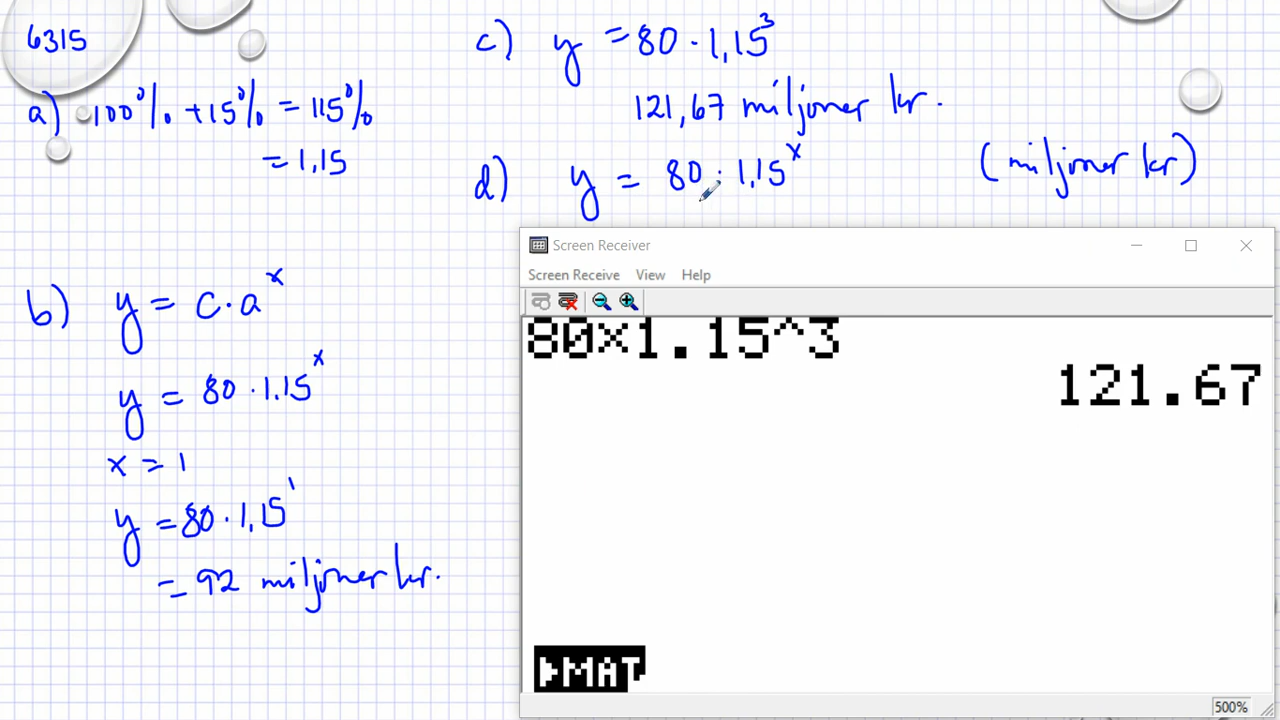 6315
a) 100% + 15% = 115%
= 1,15
b) y = C · a^x
y = 80 · 1,15^x
x = 1
y = 80 · 1,15^1
= 92 miljoner kr.
c) y = 80 · 1,15^3
121,67 miljoner kr.
d) y = 80 · 1,15^x (miljoner kr)
Screen Receiver
Screen Receive View Help
80×1.15^3
121.67
▶MAT
500%